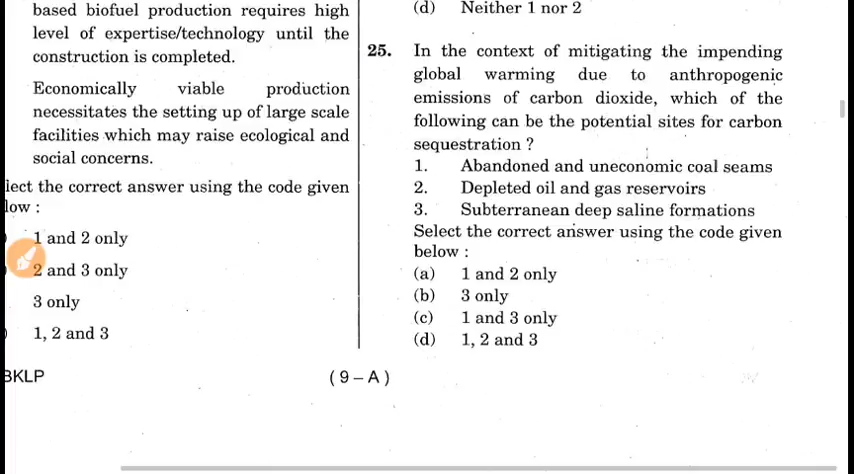 based biofuel production requires high
level of expertise/technology until the
construction is completed.
Economically viable production
necessitates the setting up of large scale
facilities which may raise ecological and
social concerns.
lect the correct answer using the code given
low :
1 and 2 only
2 and 3 only
3 only
1, 2 and 3
BKLP
( 9 – A )
(d) Neither 1 nor 2
25. In the context of mitigating the impending
global warming due to anthropogenic
emissions of carbon dioxide, which of the
following can be the potential sites for carbon
sequestration ?
1. Abandoned and uneconomic coal seams
2. Depleted oil and gas reservoirs
3. Subterranean deep saline formations
Select the correct answer using the code given
below :
(a) 1 and 2 only
(b) 3 only
(c) 1 and 3 only
(d) 1, 2 and 3